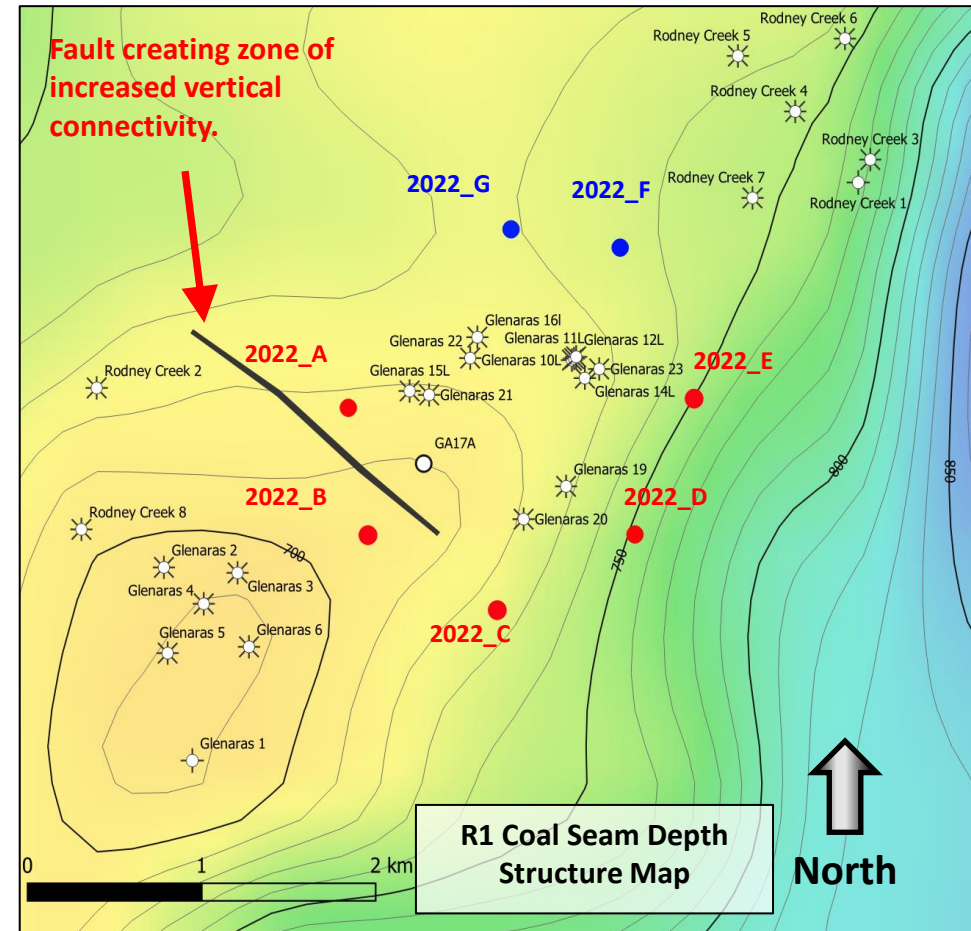 Fault creating zone of
increased vertical
connectivity.
Rodney Creek 6
Rodney Creek 5
Rodney Creek 4
Rodney Creek 3
Rodney Creek 7
Rodney Creek 1
2022_G
2022_F
2022_A
Glenaras 16l
Glenaras 22
Glenaras 11L
Glenaras 12L
Glenaras 10L
Glenaras 23
Glenaras 14L
Glenaras 15L
Glenaras 21
2022_E
Rodney Creek 2
GA17A
800
850
2022_B
Glenaras 19
Glenaras 20
2022_D
750
Rodney Creek 8
700
Glenaras 2
Glenaras 3
Glenaras 4
Glenaras 5
Glenaras 6
2022_C
Glenaras 1
R1 Coal Seam Depth
Structure Map
North
0 1 2 km